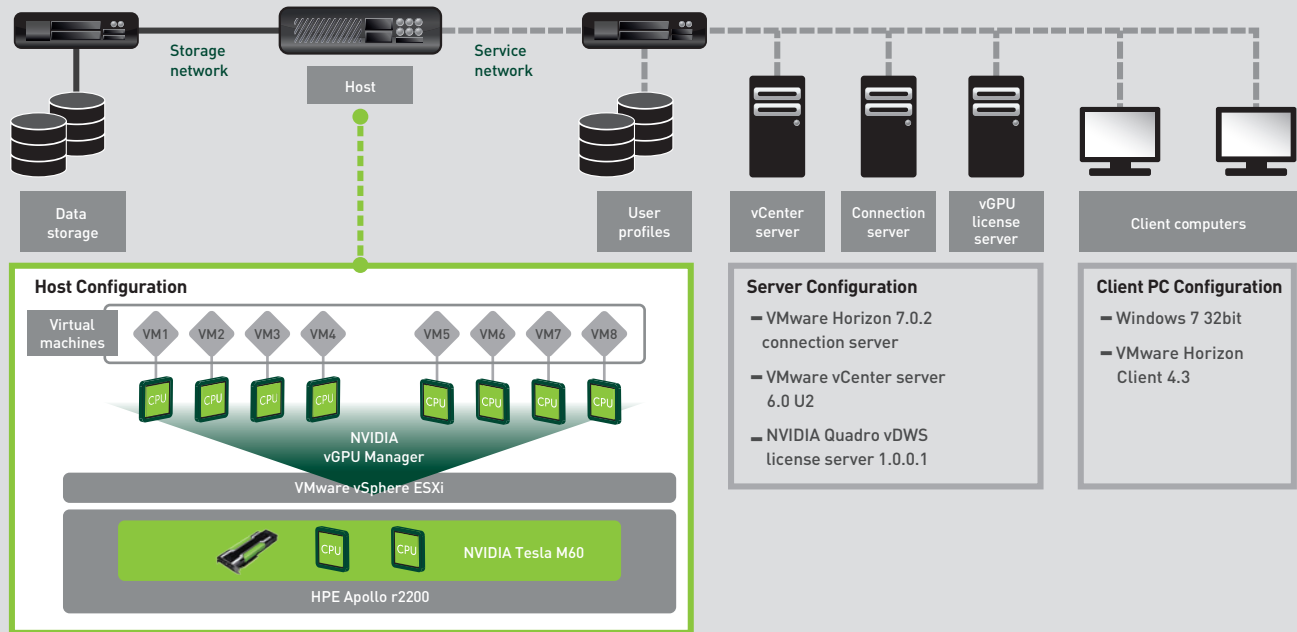 Storage
network
Service
network
Host
Data
storage
User
profiles
vCenter
server
Connection
server
vGPU
license
server
Client computers
Host Configuration
Virtual
machines
VM1
VM2
VM3
VM4
VM5
VM6
VM7
VM8
CPU
CPU
CPU
CPU
CPU
CPU
CPU
CPU
NVIDIA
vGPU Manager
VMware vSphere ESXi
CPU
CPU
NVIDIA Tesla M60
HPE Apollo r2200
Server Configuration
– VMware Horizon 7.0.2
connection server
– VMware vCenter server
6.0 U2
– NVIDIA Quadro vDWS
license server 1.0.0.1
Client PC Configuration
– Windows 7 32bit
– VMware Horizon
Client 4.3